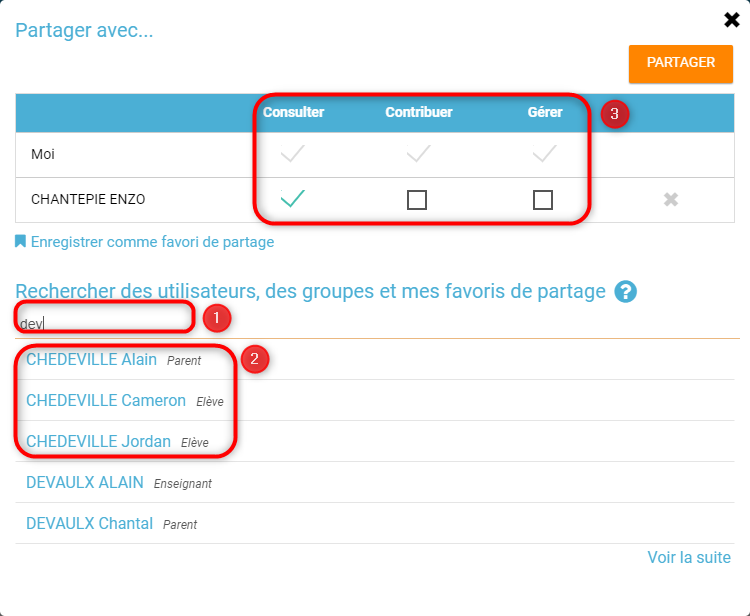 Partager avec...
PARTAGER
Consulter Contribuer Gérer
3
Moi
CHANTEPIE ENZO
Enregistrer comme favori de partage
Rechercher des utilisateurs, des groupes et mes favoris de partage ?
dev
1
CHEDEVILLE Alain Parent
2
CHEDEVILLE Cameron Elève
CHEDEVILLE Jordan Elève
DEVAULX ALAIN Enseignant
DEVAULX Chantal Parent
Voir la suite